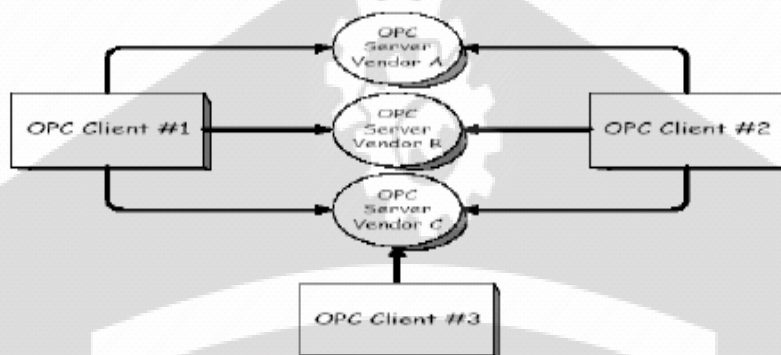 OPC
Server
Vendor A
OPC Client #1
OPC
Server
Vendor B
OPC Client #2
OPC
Server
Vendor C
OPC Client #3